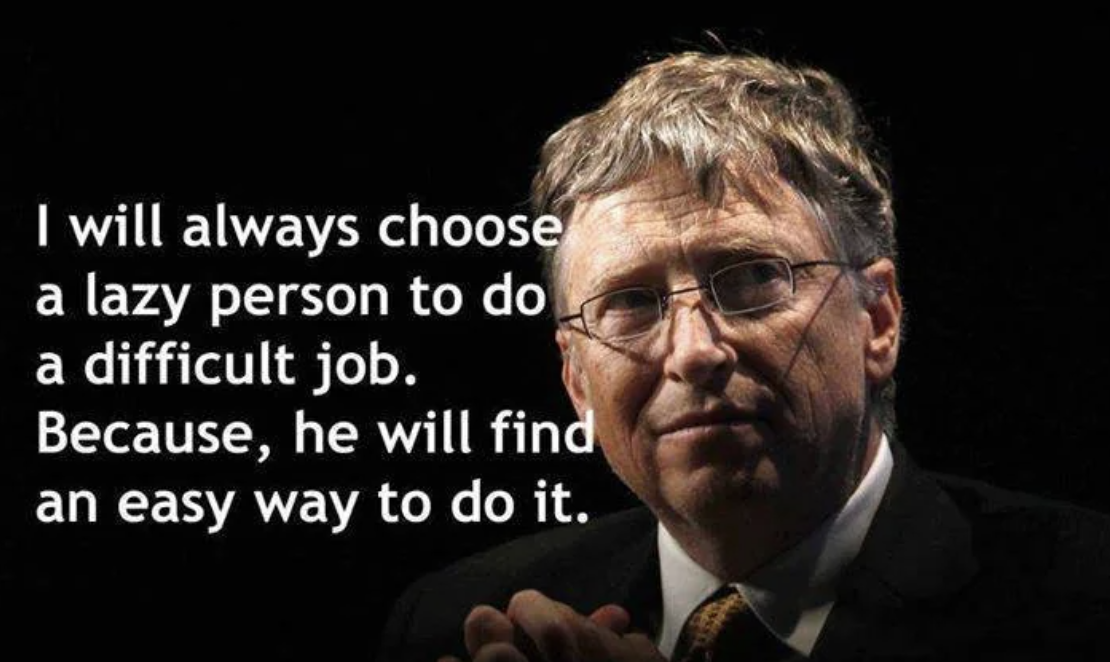 I will always choose
a lazy person to do
a difficult job.
Because, he will find
an easy way to do it.